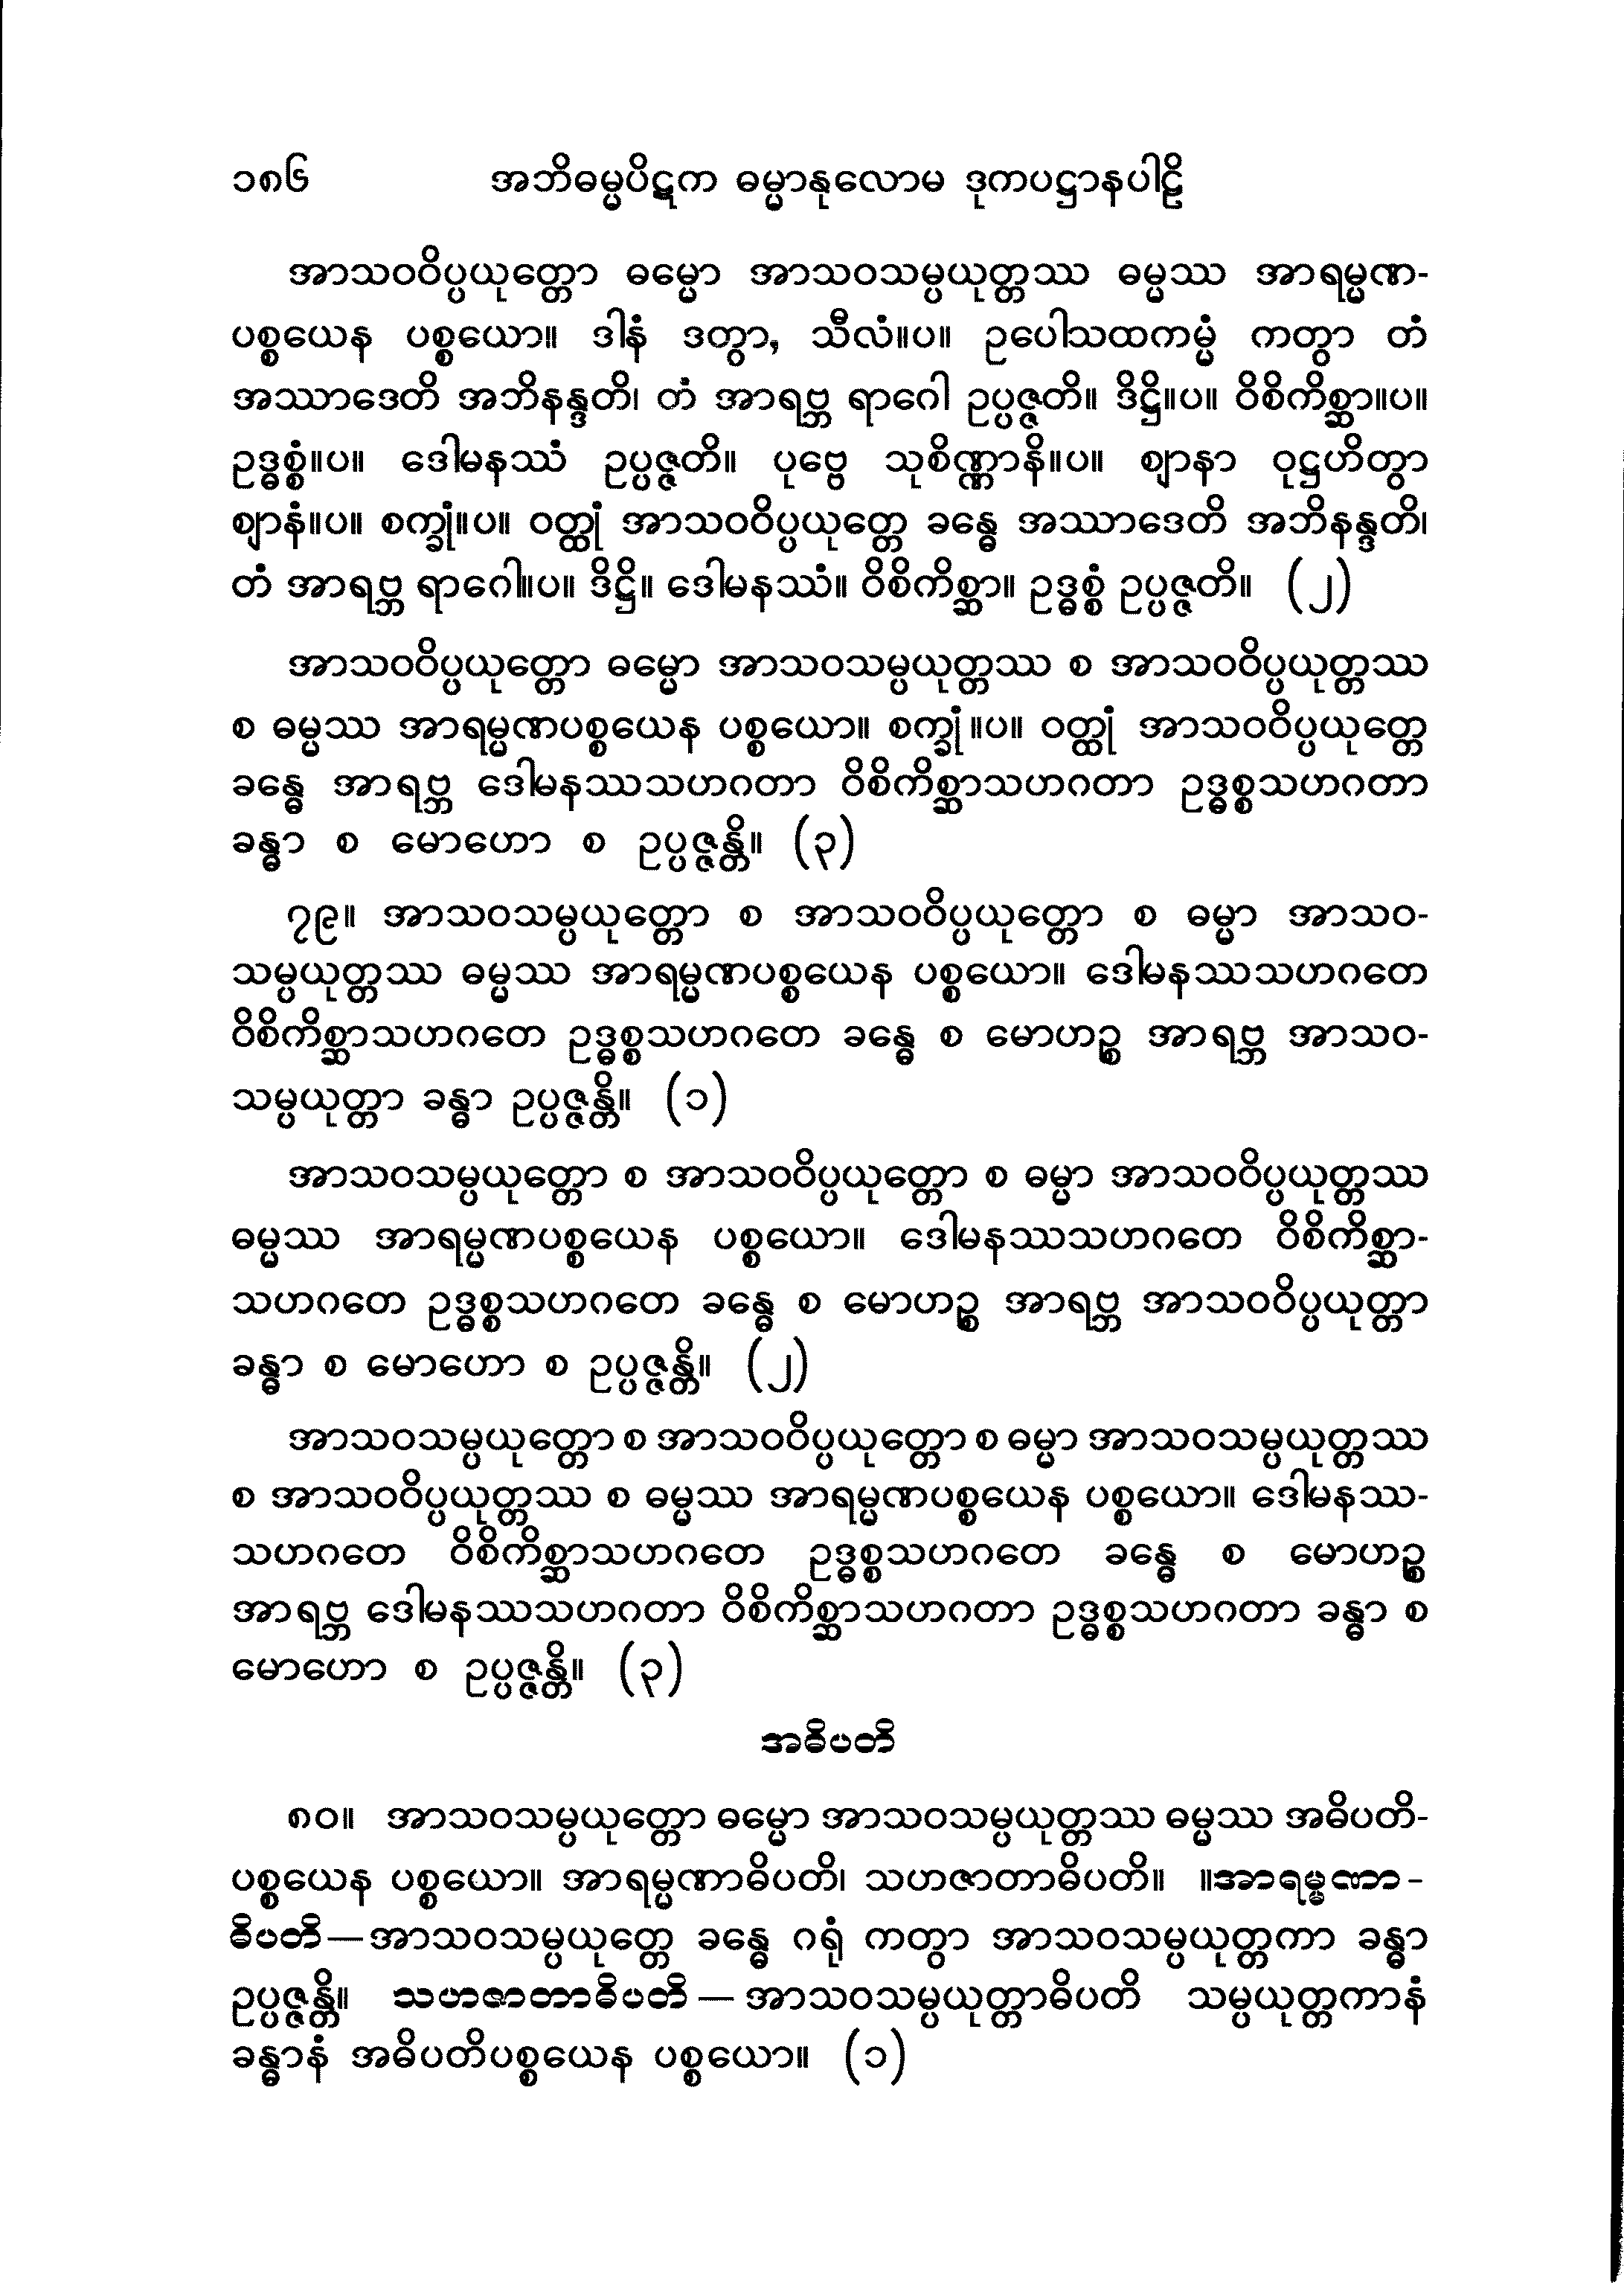 ၁၈၆ အဘိဓမ္မပိဋက ဓမ္မာနုလောမ ဒုကပဋ္ဌာနပါဠိ
အာသဝဝိပ္ပယုတ္တော ဓမ္မော အာသဝသမ္ပယုတ္တဿ ဓမ္မဿ အာရမ္မဏ-
ပစ္စယေန ပစ္စယော။ ဒါနံ ဒတွာ, သီလံ။ပ။ ဥပေါသထကမ္မံ ကတွာ တံ
အဿာဒေတိ အဘိနန္ဒတိ၊ တံ အာရဗ္ဘ ရာဂေါ ဥပ္ပဇ္ဇတိ။ ဒိဋ္ဌိ။ပ။ ဝိစိကိစ္ဆာ။ပ။
ဥဒ္ဓစ္စံ။ပ။ ဒေါမနဿံ ဥပ္ပဇ္ဇတိ။ ပုဗ္ဗေ သုစိဏ္ဏာနိ။ပ။ ဈာနာ ဝုဋ္ဌဟိတွာ
ဈာနံ။ပ။ စက္ခုံ။ပ။ ဝတ္ထုံ အာသဝဝိပ္ပယုတ္တေ ခန္ဓေ အဿာဒေတိ အဘိနန္ဒတိ၊
တံ အာရဗ္ဘ ရာဂေါ။ပ။ ဒိဋ္ဌိ။ ဒေါမနဿံ။ ဝိစိကိစ္ဆာ။ ဥဒ္ဓစ္စံ ဥပ္ပဇ္ဇတိ။ (၂)
အာသဝဝိပ္ပယုတ္တော ဓမ္မော အာသဝသမ္ပယုတ္တဿ စ အာသဝဝိပ္ပယုတ္တဿ
စ ဓမ္မဿ အာရမ္မဏပစ္စယေန ပစ္စယော။ စက္ခုံ။ပ။ ဝတ္ထုံ အာသဝဝိပ္ပယုတ္တေ
ခန္ဓေ အာရဗ္ဘ ဒေါမနဿသဟဂတာ ဝိစိကိစ္ဆာသဟဂတာ ဥဒ္ဓစ္စသဟဂတာ
ခန္ဓာ စ မောဟော စ ဥပ္ပဇ္ဇန္တိ။ (၃)
၇၉။ အာသဝသမ္ပယုတ္တော စ အာသဝဝိပ္ပယုတ္တော စ ဓမ္မာ အာသဝ-
သမ္ပယုတ္တဿ ဓမ္မဿ အာရမ္မဏပစ္စယေန ပစ္စယော။ ဒေါမနဿသဟဂတေ
ဝိစိကိစ္ဆာသဟဂတေ ဥဒ္ဓစ္စသဟဂတေ ခန္ဓေ စ မောဟဉ္စ အာရဗ္ဘ အာသဝ-
သမ္ပယုတ္တာ ခန္ဓာ ဥပ္ပဇ္ဇန္တိ။ (၁)
အာသဝသမ္ပယုတ္တော စ အာသဝဝိပ္ပယုတ္တော စ ဓမ္မာ အာသဝဝိပ္ပယုတ္တဿ
ဓမ္မဿ အာရမ္မဏပစ္စယေန ပစ္စယော။ ဒေါမနဿသဟဂတေ ဝိစိကိစ္ဆာ-
သဟဂတေ ဥဒ္ဓစ္စသဟဂတေ ခန္ဓေ စ မောဟဉ္စ အာရဗ္ဘ အာသဝဝိပ္ပယုတ္တာ
ခန္ဓာ စ မောဟော စ ဥပ္ပဇ္ဇန္တိ။ (၂)
အာသဝသမ္ပယုတ္တော စ အာသဝဝိပ္ပယုတ္တော စ ဓမ္မာ အာသဝသမ္ပယုတ္တဿ
စ အာသဝဝိပ္ပယုတ္တဿ စ ဓမ္မဿ အာရမ္မဏပစ္စယေန ပစ္စယော။ ဒေါမနဿ-
သဟဂတေ ဝိစိကိစ္ဆာသဟဂတေ ဥဒ္ဓစ္စသဟဂတေ ခန္ဓေ စ မောဟဉ္စ
အာရဗ္ဘ ဒေါမနဿသဟဂတာ ဝိစိကိစ္ဆာသဟဂတာ ဥဒ္ဓစ္စသဟဂတာ ခန္ဓာ စ
မောဟော စ ဥပ္ပဇ္ဇန္တိ။ (၃)
အဓိပတိ
၈၀။ အာသဝသမ္ပယုတ္တော ဓမ္မော အာသဝသမ္ပယုတ္တဿ ဓမ္မဿ အဓိပတိ-
ပစ္စယေန ပစ္စယော။ အာရမ္မဏာဓိပတိ၊ သဟဇာတာဓိပတိ။ ။အာရမ္မဏာ-
ဓိပတိ—အာသဝသမ္ပယုတ္တေ ခန္ဓေ ဂရုံ ကတွာ အာသဝသမ္ပယုတ္တကာ ခန္ဓာ
ဥပ္ပဇ္ဇန္တိ။ သဟဇာတာဓိပတိ—အာသဝသမ္ပယုတ္တာဓိပတိ သမ္ပယုတ္တကာနံ
ခန္ဓာနံ အဓိပတိပစ္စယေန ပစ္စယော။ (၁)